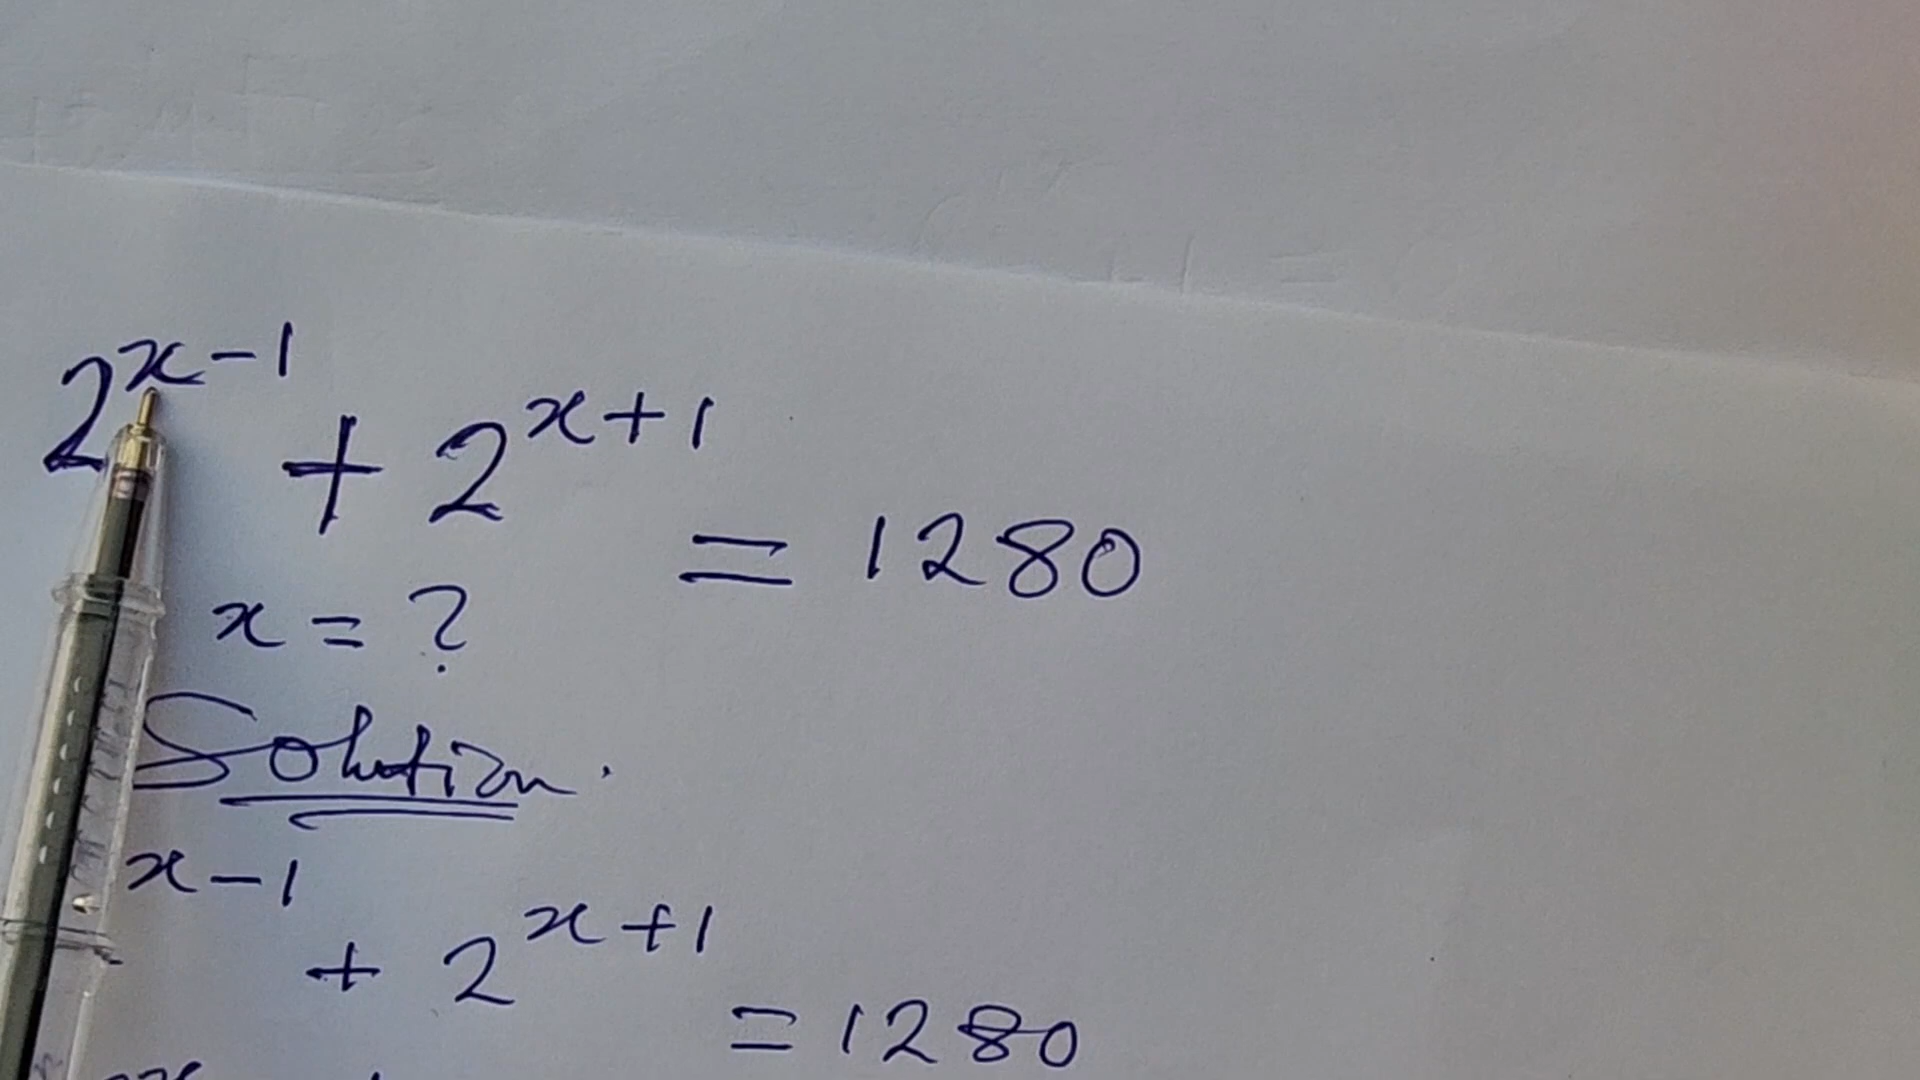 2^{x-1} + 2^{x+1} = 1280
x = ?
Solution.
x-1 + 2^{x+1} = 1280